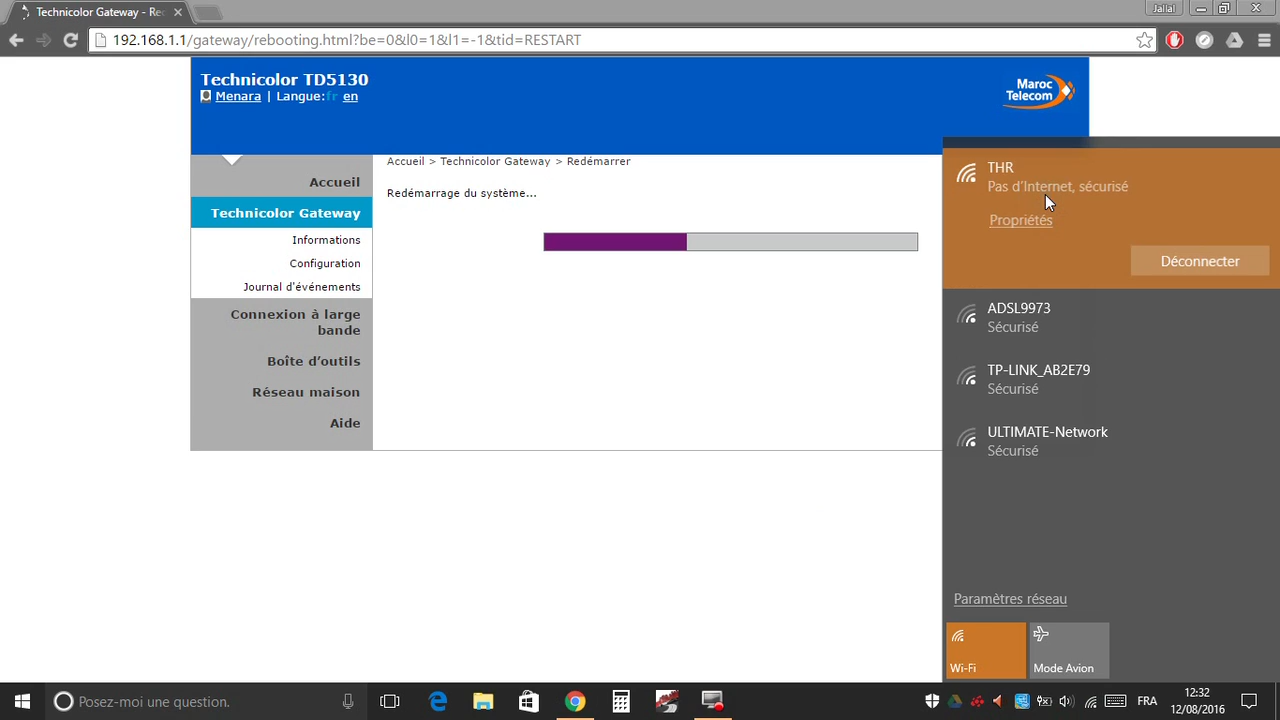 Technicolor Gateway - Rec
Jallal
192.168.1.1/gateway/rebooting.html?be=0&l0=1&l1=-1&tid=RESTART
Technicolor TD5130
Menara | Langue:fr en
Maroc
Telecom
Accueil > Technicolor Gateway > Redémarrer
Redémarrage du système...
Accueil
Technicolor Gateway
Informations
Configuration
Journal d'événements
Connexion à large
bande
Boîte d’outils
Réseau maison
Aide
THR
Pas d’Internet, sécurisé
Propriétés
Déconnecter
ADSL9973
Sécurisé
TP-LINK_AB2E79
Sécurisé
ULTIMATE-Network
Sécurisé
Paramètres réseau
Wi-Fi
Mode Avion
Posez-moi une question.
FRA
12:32
12/08/2016